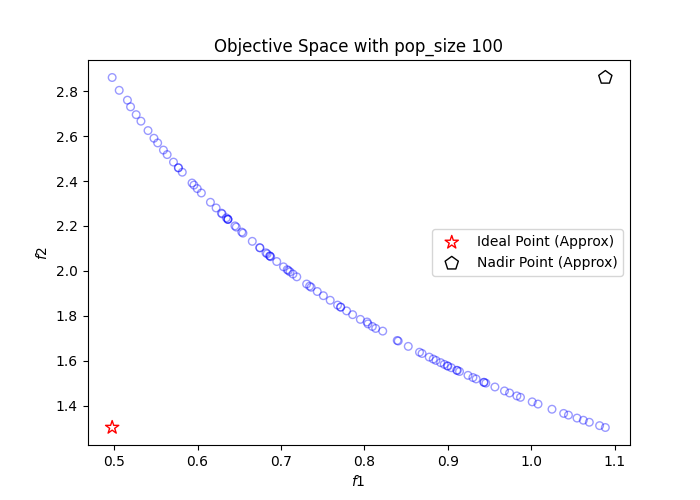 Objective Space with pop_size 100
f2
2.8
2.6
2.4
2.2
2.0
1.8
1.6
1.4
Ideal Point (Approx)
Nadir Point (Approx)
0.5 0.6 0.7 0.8 0.9 1.0 1.1
f1